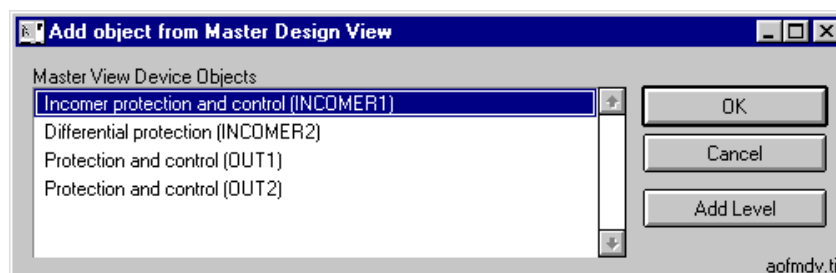 Add object from Master Design View
Master View Device Objects
Incomer protection and control (INCOMER1)
Differential protection (INCOMER2)
Protection and control (OUT1)
Protection and control (OUT2)
OK
Cancel
Add Level